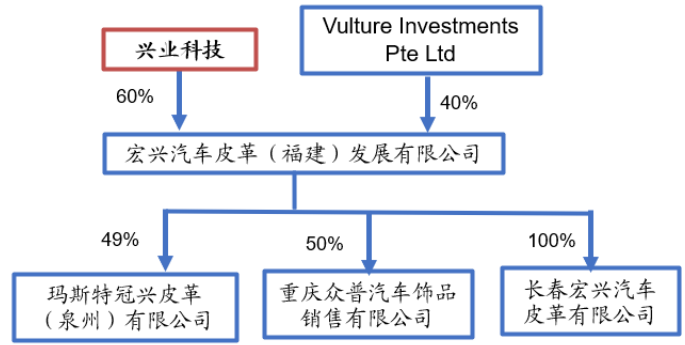 兴业科技
Vulture Investments
Pte Ltd
60%
40%
宏兴汽车皮革（福建）发展有限公司
49%
50%
100%
玛斯特冠兴皮革
（泉州）有限公司
重庆众普汽车饰品
销售有限公司
长春宏兴汽车
皮革有限公司